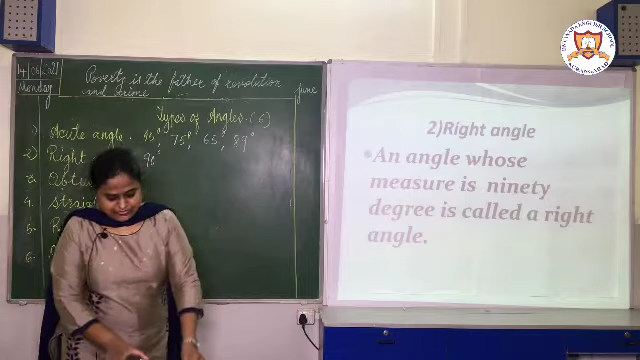 14 06 2021
Monday
Poverty is the father of revolution
and crime
June
Types of Angles. (6)
1) Acute angle. 45°, 75°, 65°, 89°
2) Right 90
3.
4. Straight
5.
6.
2)Right angle
•An angle whose
measure is ninety
degree is called a right
angle.